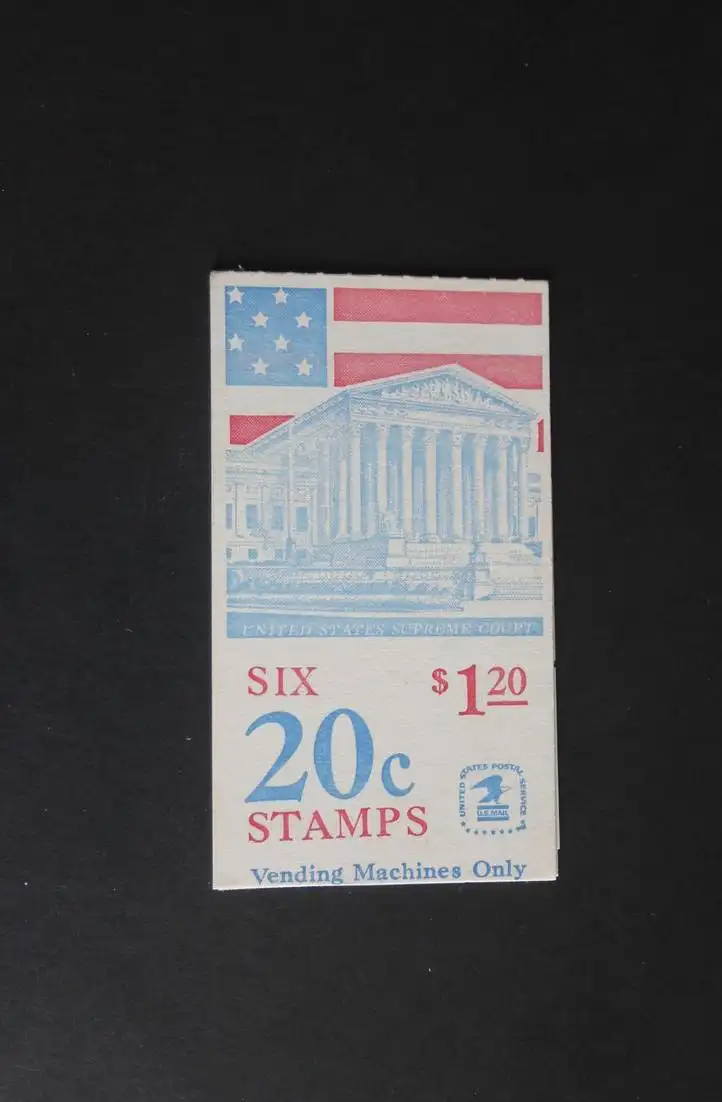 UNITED STATES SUPREME COURT
SIX $1.20
20c
STAMPS
UNITED STATES POSTAL SERVICE
U.S. MAIL
Vending Machines Only